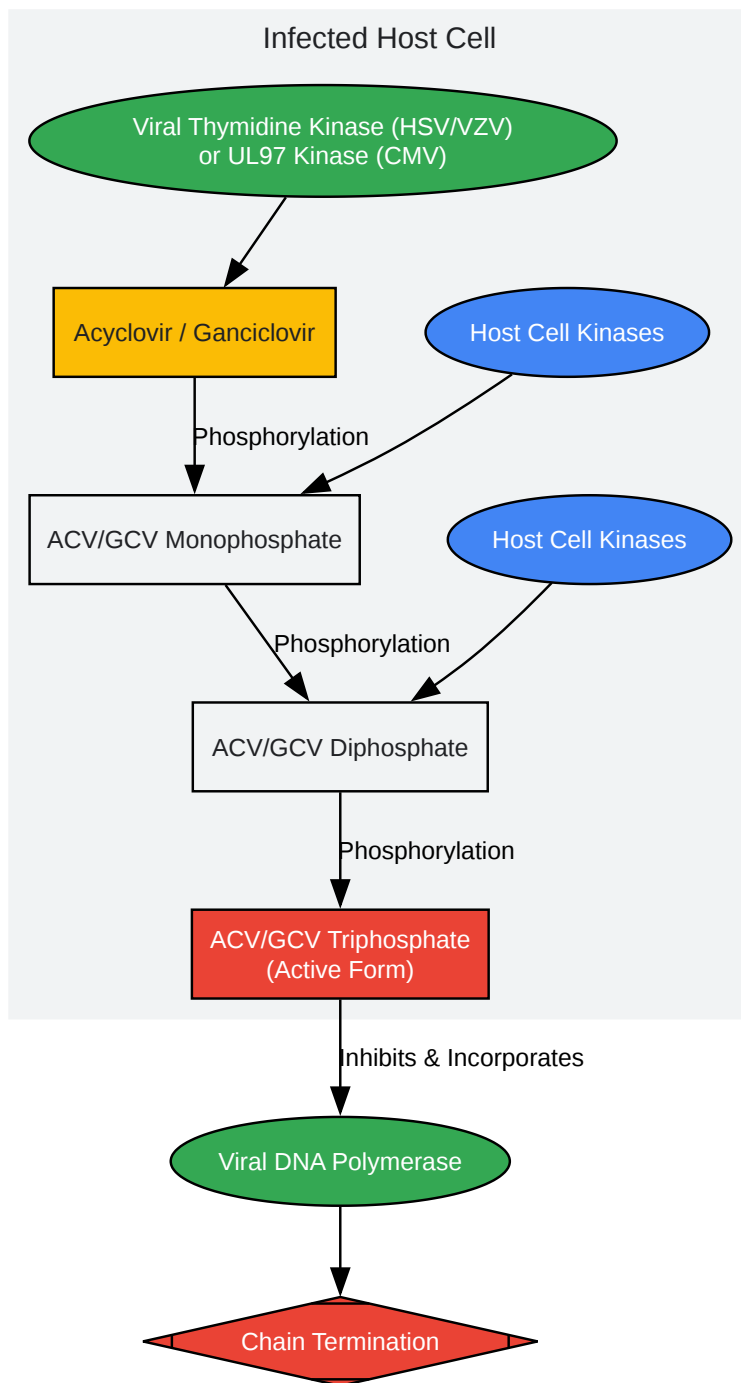 Infected Host Cell
Viral Thymidine Kinase (HSV/VZV)
or UL97 Kinase (CMV)
Acyclovir / Ganciclovir
Host Cell Kinases
Phosphorylation
ACV/GCV Monophosphate
Host Cell Kinases
Phosphorylation
ACV/GCV Diphosphate
Phosphorylation
ACV/GCV Triphosphate
(Active Form)
Inhibits & Incorporates
Viral DNA Polymerase
Chain Termination